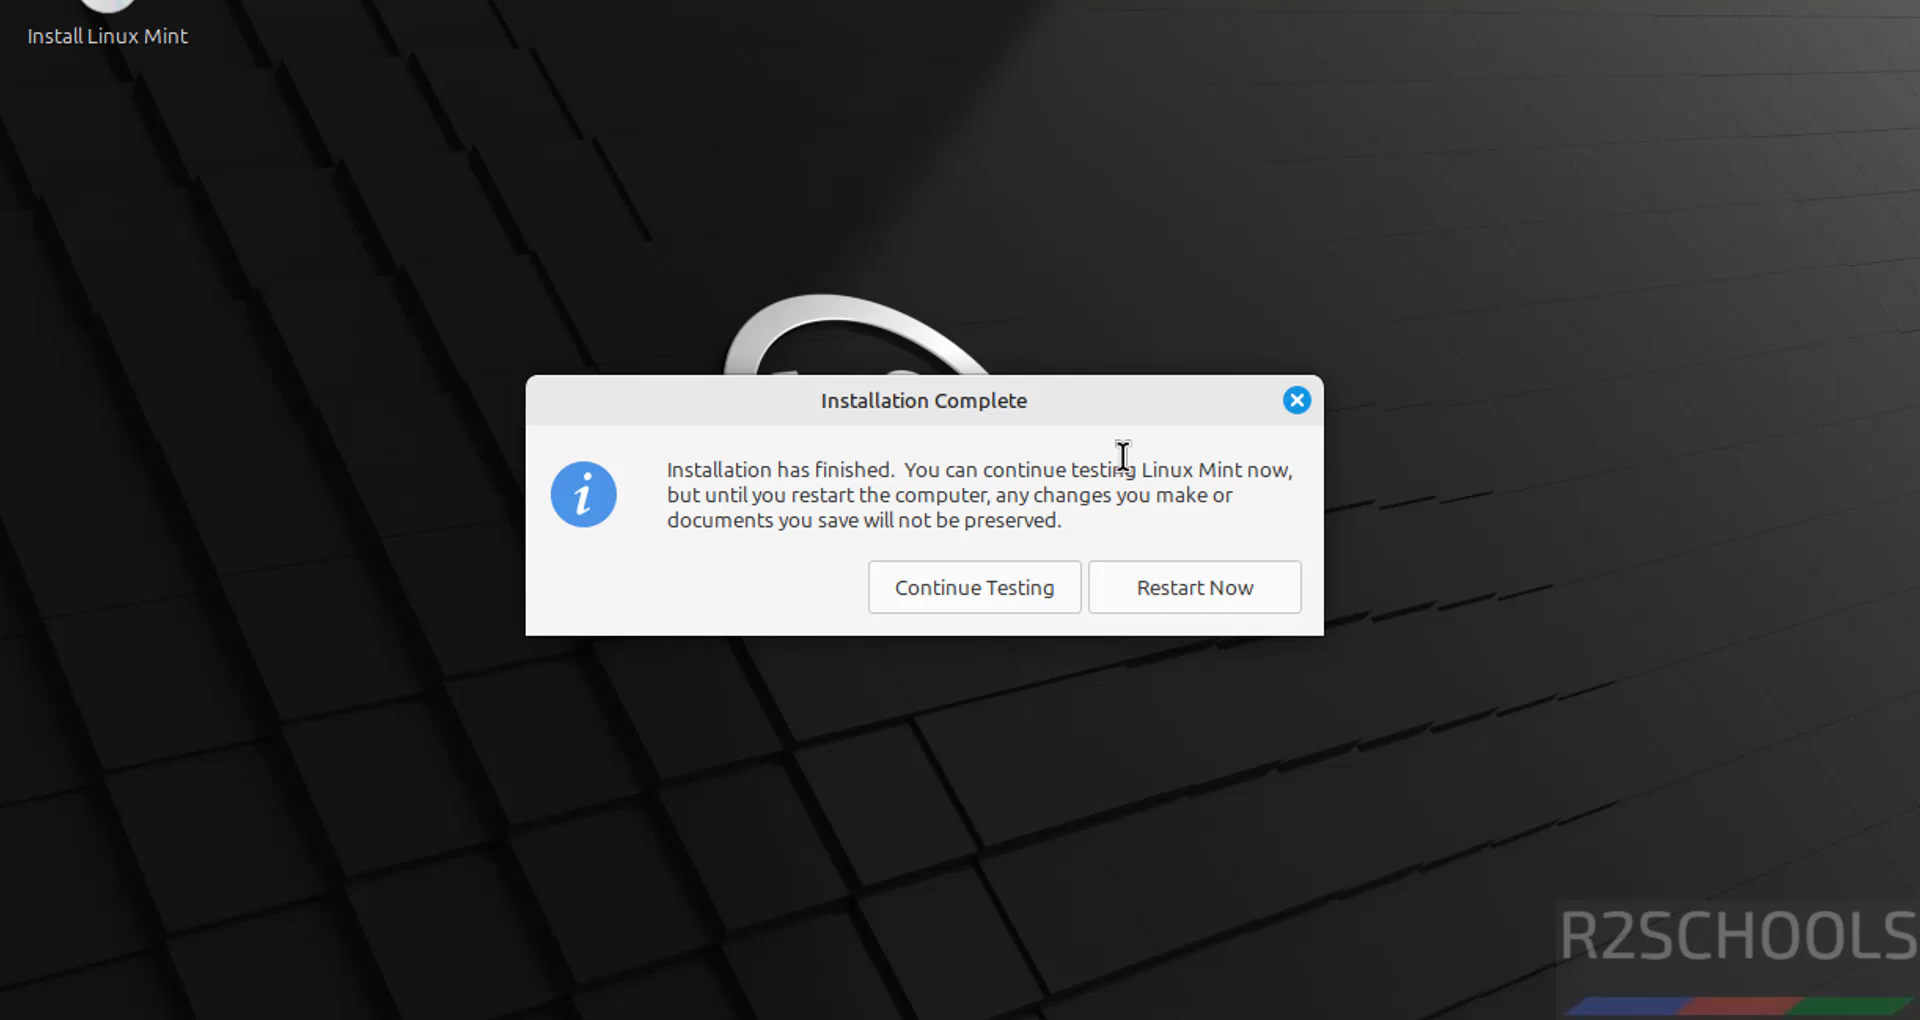 Install Linux Mint
Installation Complete
Installation has finished.  You can continue testing Linux Mint now,
but until you restart the computer, any changes you make or
documents you save will not be preserved.
Continue Testing
Restart Now
R2SCHOOLS